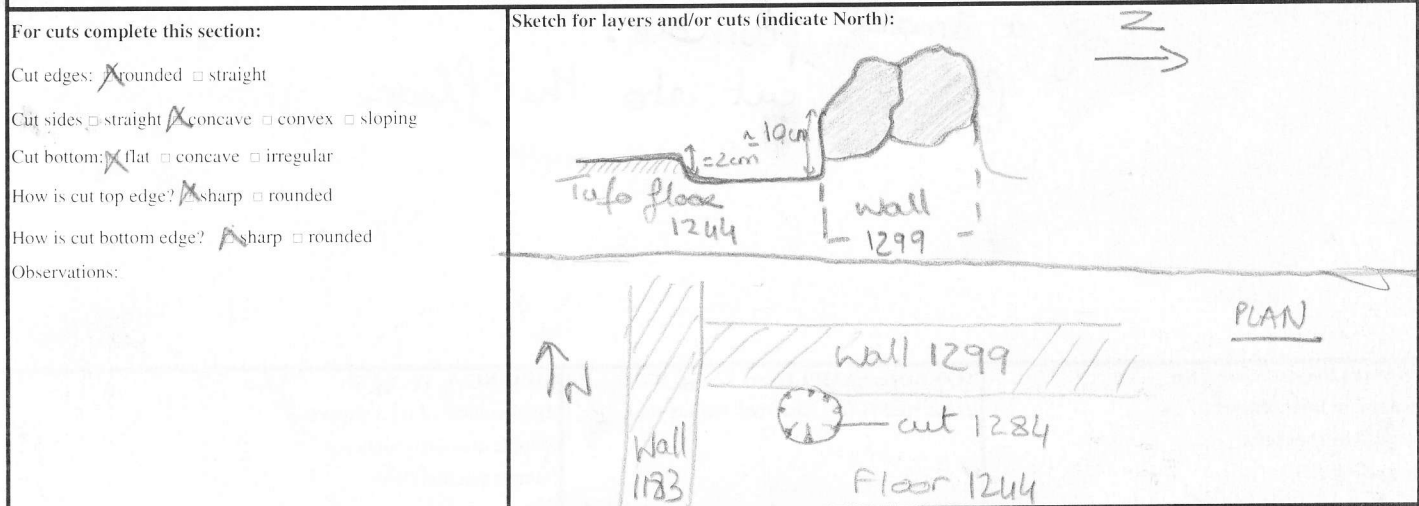 For cuts complete this section:
Cut edges: ☒ rounded □ straight
Cut sides □ straight ☒ concave □ convex □ sloping
Cut bottom: ☒ flat □ concave □ irregular
How is cut top edge? ☒ sharp □ rounded
How is cut bottom edge? ☒ sharp □ rounded
Observations:
Sketch for layers and/or cuts (indicate North):
N
≈ 10cm
=2cm
Tufo floor
1244
wall
1299
PLAN
N
Wall 1299
cut 1284
Wall
1183
Floor 1244